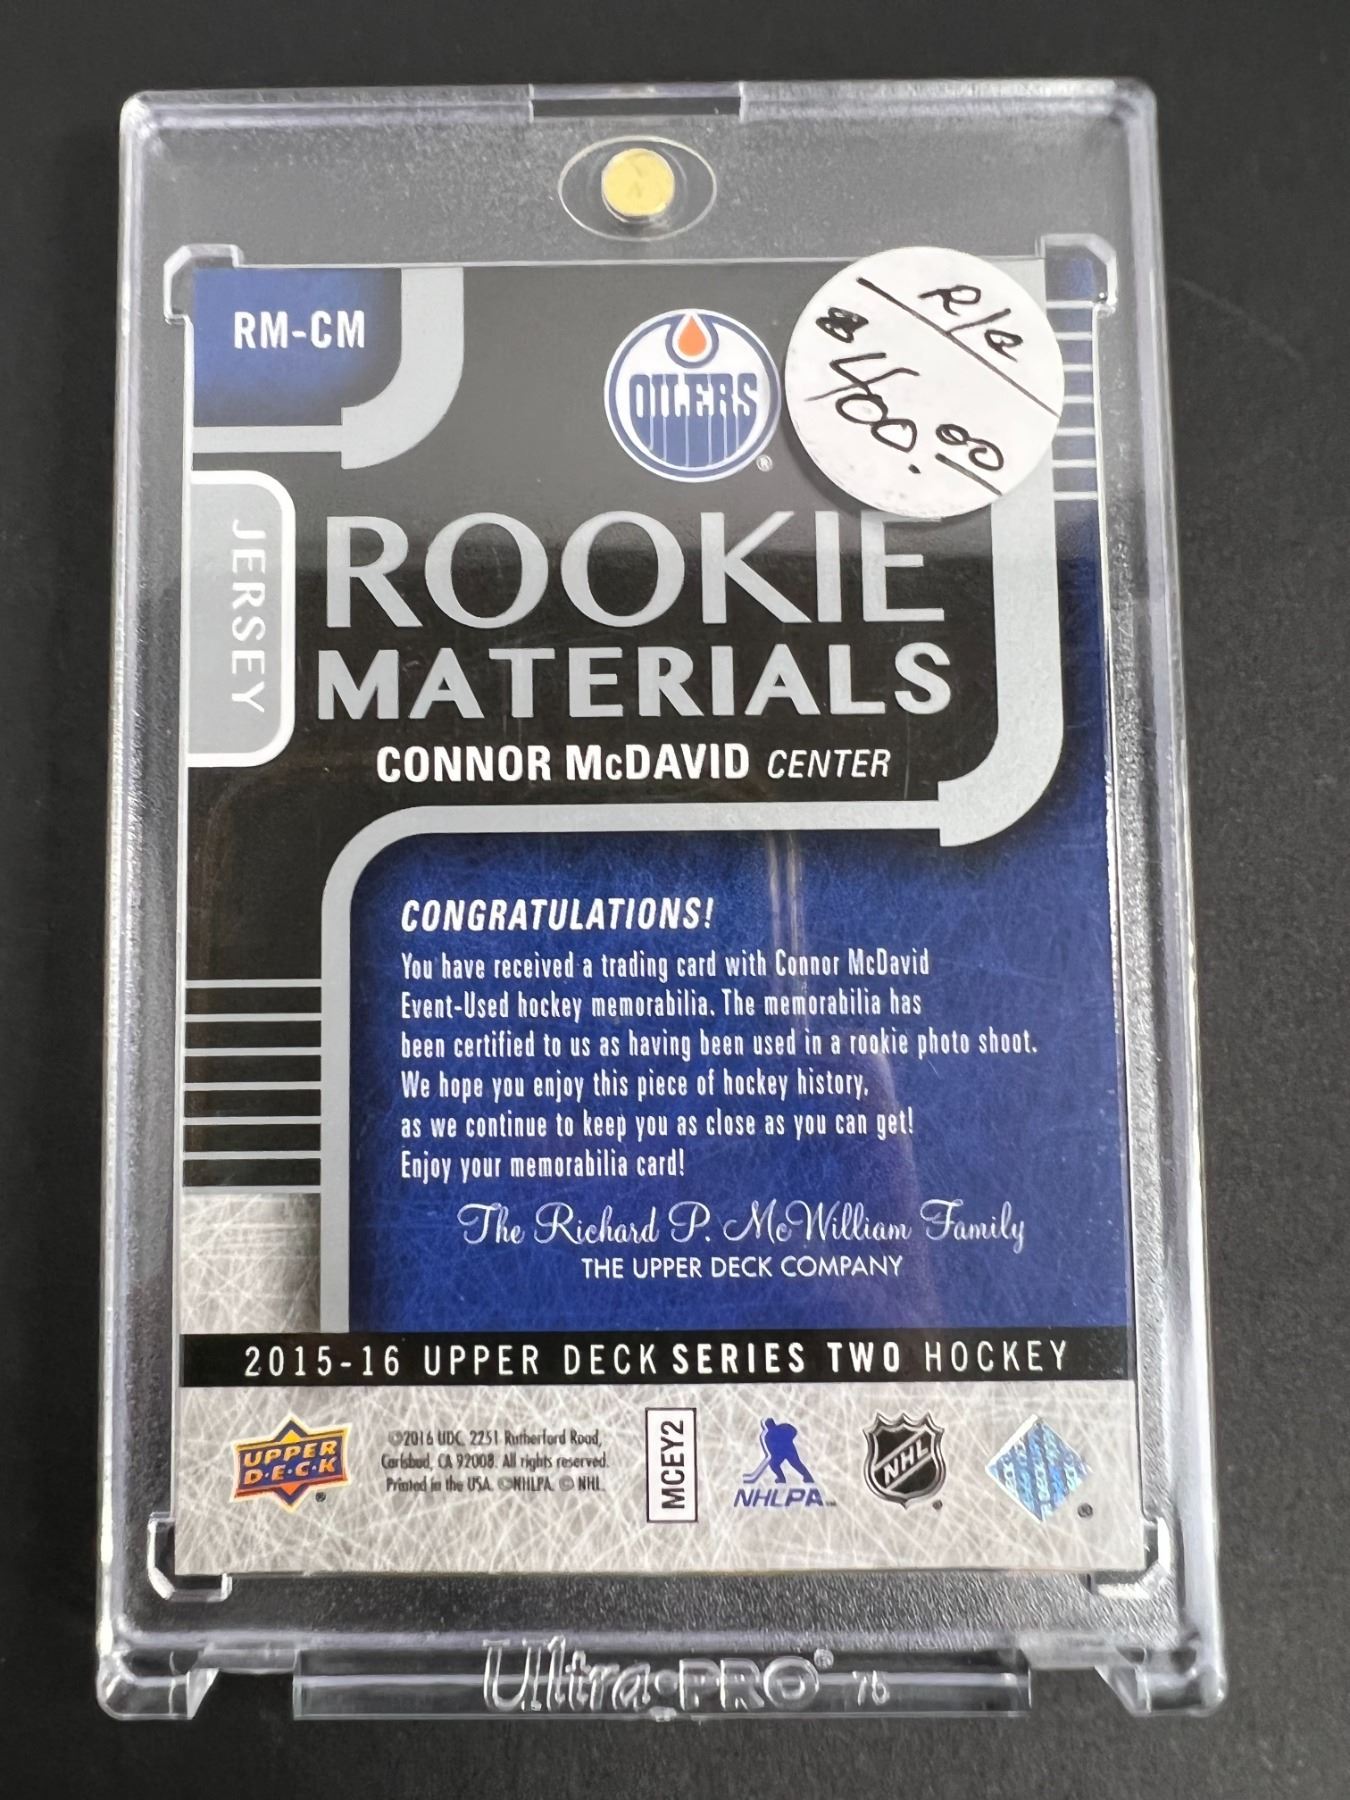 RM-CM
OILERS
®
R/B
$400.00
JERSEY
ROOKIE
MATERIALS
CONNOR McDAVID CENTER
CONGRATULATIONS!
You have received a trading card with Connor McDavid
Event-Used hockey memorabilia. The memorabilia has
been certified to us as having been used in a rookie photo shoot.
We hope you enjoy this piece of hockey history,
as we continue to keep you as close as you can get!
Enjoy your memorabilia card!
The Richard P. McWilliam Family
THE UPPER DECK COMPANY
2015-16 UPPER DECK SERIES TWO HOCKEY
UPPER
D·E·C·K
®
©2016 UDC, 2251 Rutherford Road,
Carlsbad, CA 92008. All rights reserved.
Printed in the USA. ©NHLPA. © NHL.
MCEY2
NHLPA™
NHL
®
Ultra·PRO® 76